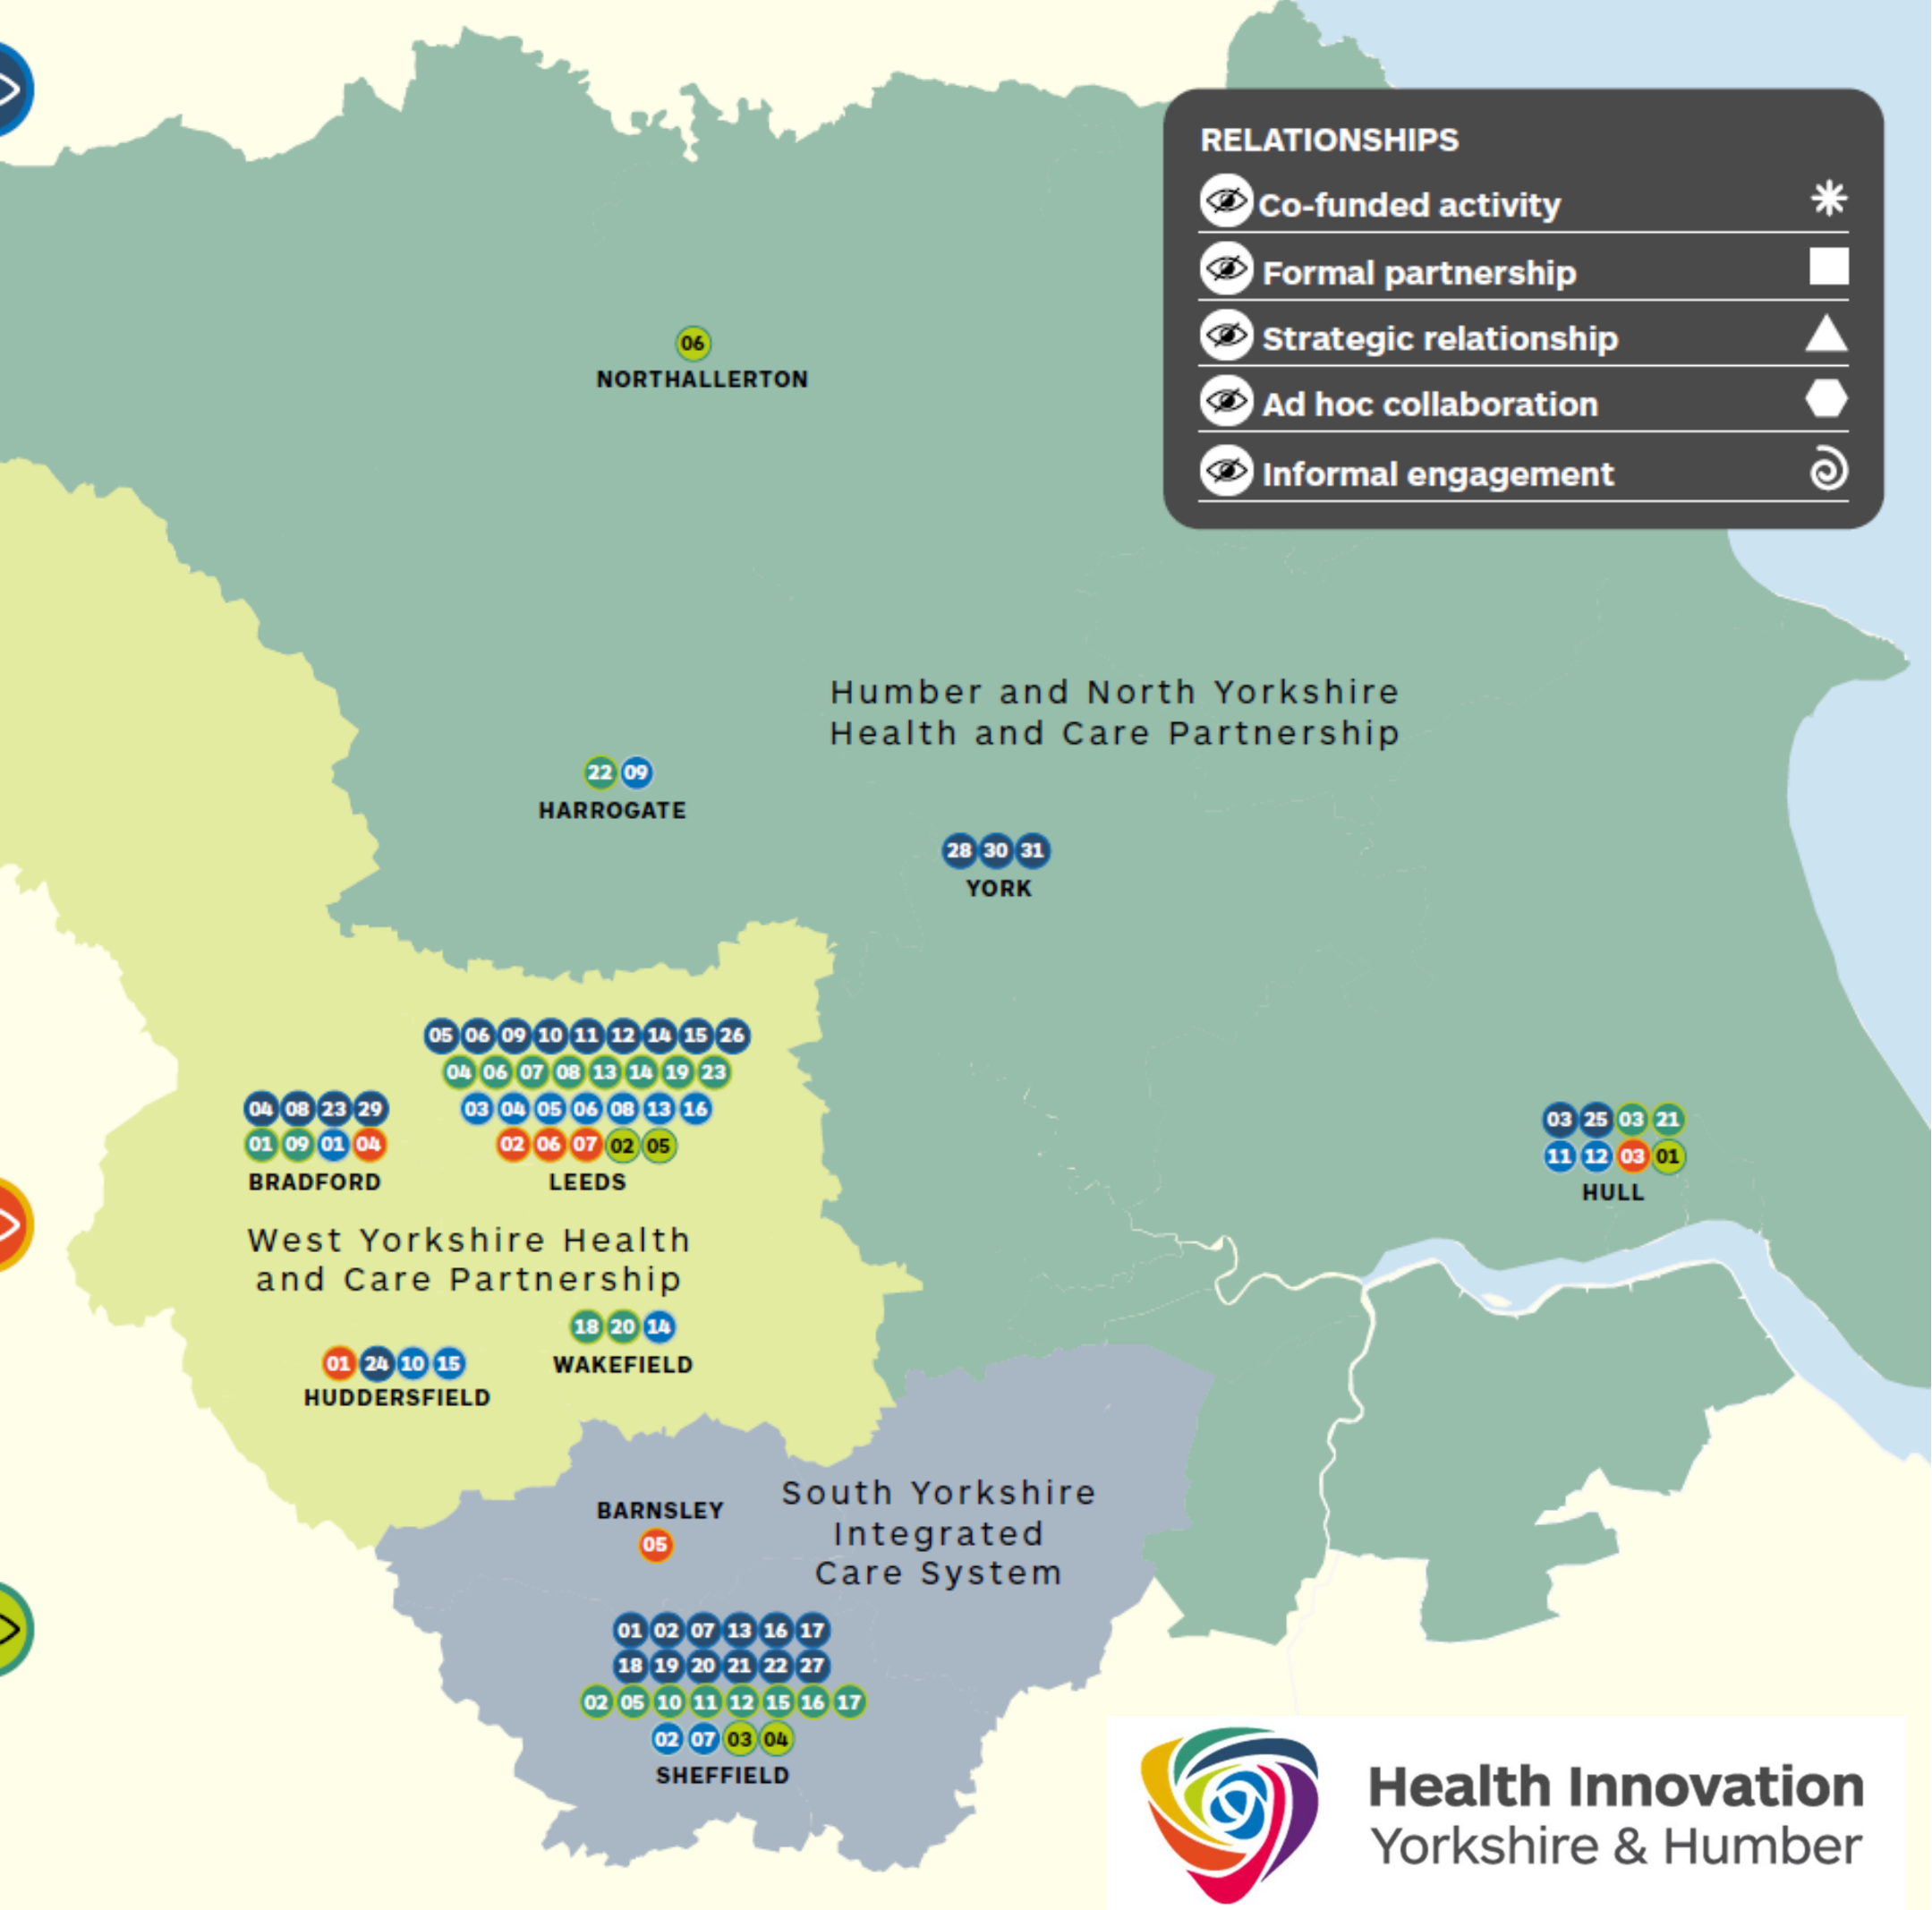 RELATIONSHIPS
Co-funded activity
Formal partnership
Strategic relationship
Ad hoc collaboration
Informal engagement
06
NORTHALLERTON
Humber and North Yorkshire
Health and Care Partnership
22 09
HARROGATE
28 30 31
YORK
05 06 09 10 11 12 14 15 26
04 06 07 08 13 14 19 23
03 04 05 06 08 13 16
02 06 07 02 05
LEEDS
04 08 23 29
01 09 01 04
BRADFORD
03 25 03 21
11 12 03 01
HULL
West Yorkshire Health
and Care Partnership
18 20 14
WAKEFIELD
01 24 10 15
HUDDERSFIELD
BARNSLEY
05
South Yorkshire
Integrated
Care System
01 02 07 13 16 17
18 19 20 21 22 27
02 05 10 11 12 15 16 17
02 07 03 04
SHEFFIELD
Health Innovation
Yorkshire & Humber